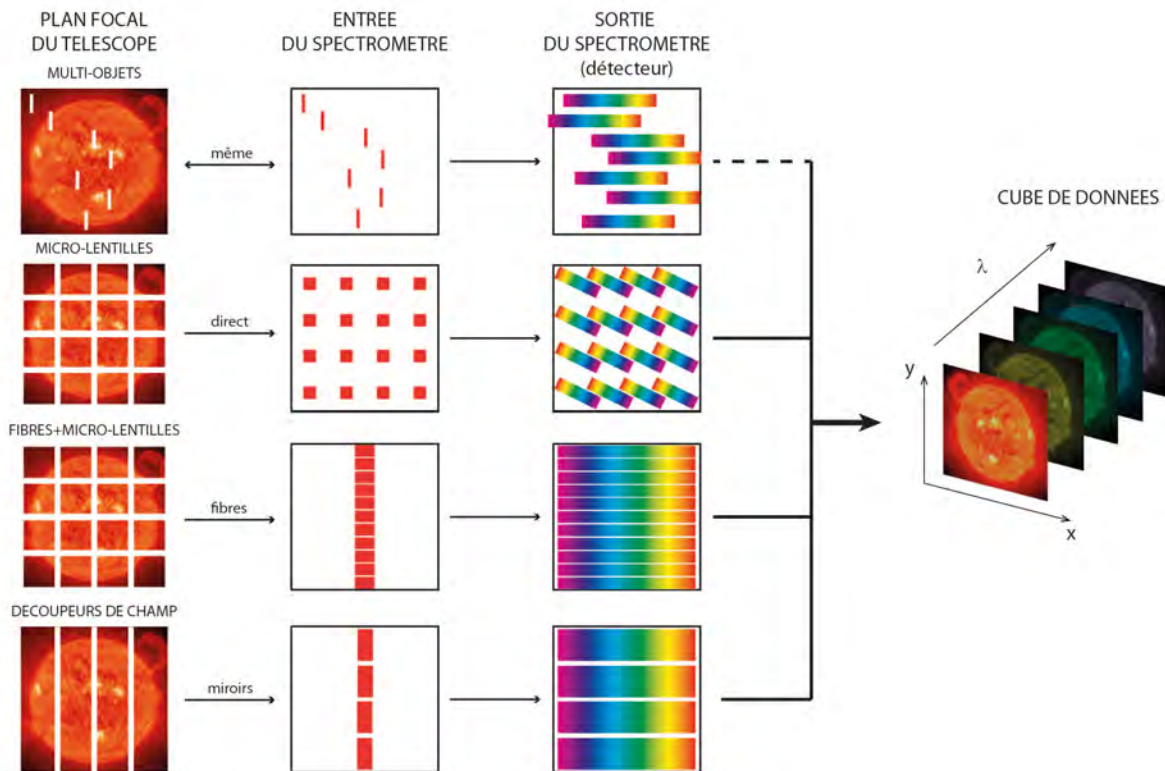 PLAN FOCAL
DU TELESCOPE
ENTREE
DU SPECTROMETRE
SORTIE
DU SPECTROMETRE
(détecteur)
MULTI-OBJETS
même
MICRO-LENTILLES
direct
FIBRES+MICRO-LENTILLES
fibres
DECOUPEURS DE CHAMP
miroirs
CUBE DE DONNEES
λ
y
x